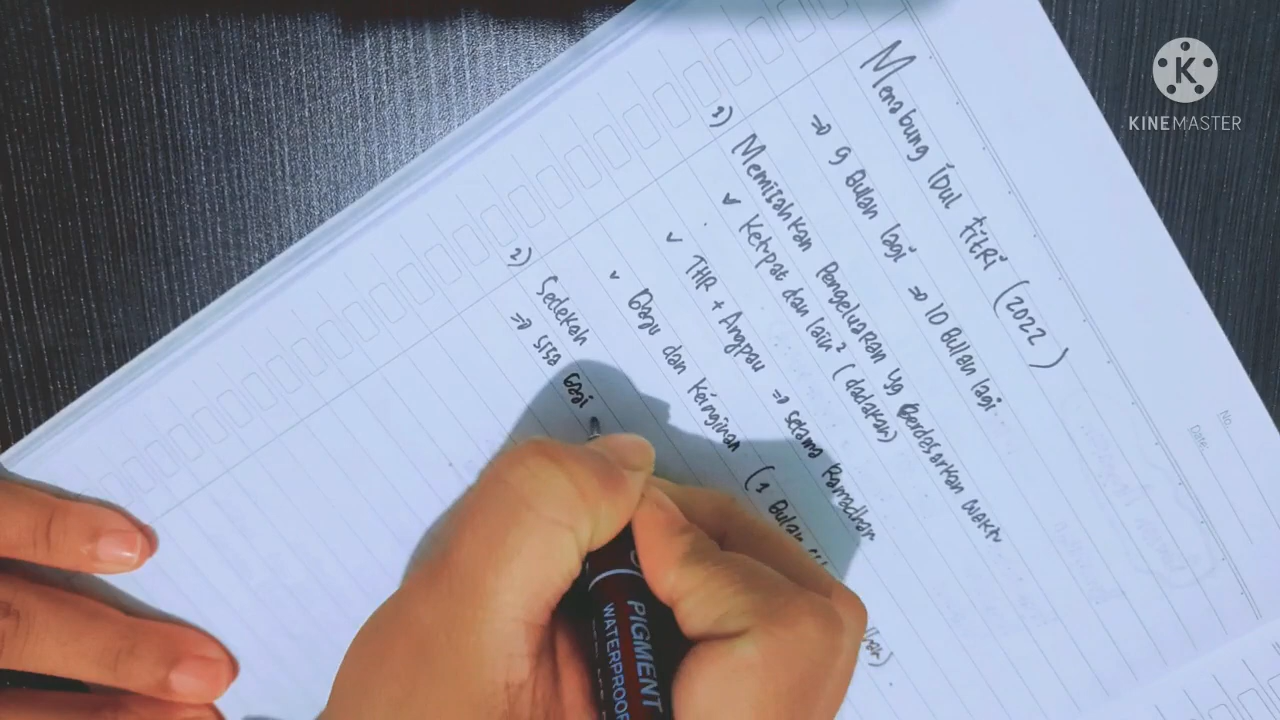 Menabung idul fitri (2022)
=> 9 Bulan lagi => 10 Bulan lagi
1) Memisahkan Pengeluaran yg Berdasarkan waktu
✓ Ketupat dan lain² (dadakan)
✓ THR + Angpau => selama Ramadhan
✓ Baju dan Keinginan (1 Bulan
2) Sedekah
=> sisa Gaji
No.
Date:
PIGMENT
WATERPROOF
K
KINEMASTER